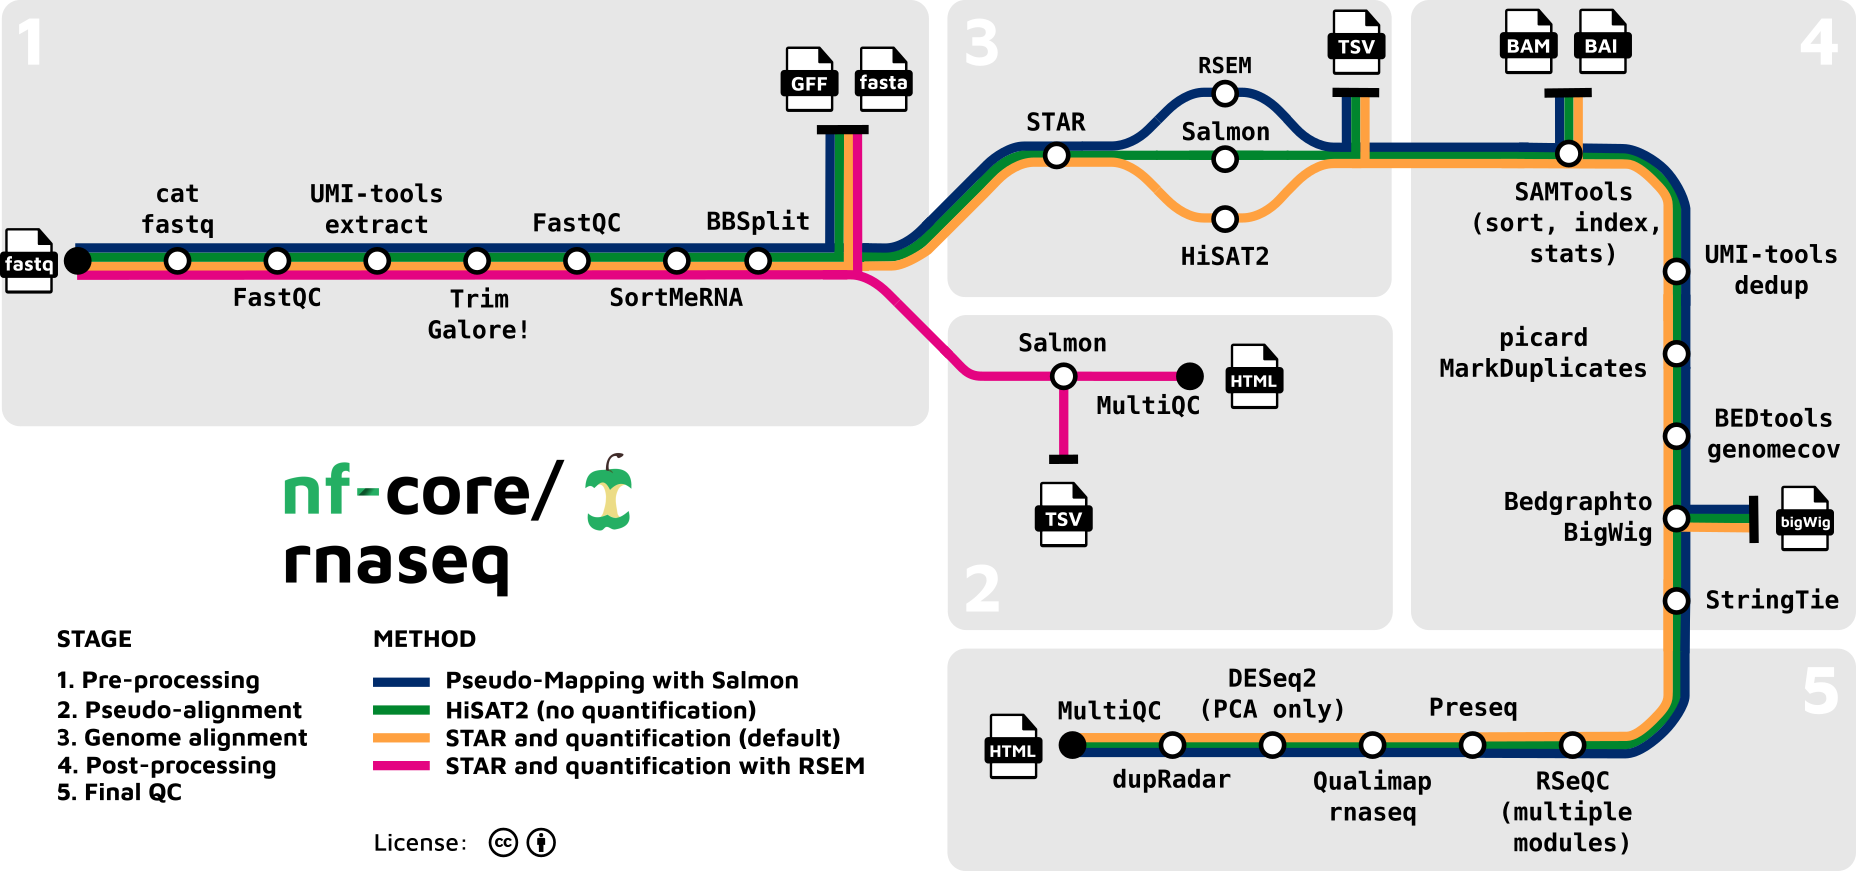 1
GFF
fasta
cat
fastq
UMI-tools
extract
FastQC
BBSplit
fastq
FastQC
Trim
Galore!
SortMeRNA
3
RSEM
STAR
Salmon
HiSAT2
TSV
4
BAM
BAI
SAMTools
(sort, index,
stats)
UMI-tools
dedup
picard
MarkDuplicates
BEDtools
genomecov
Bedgraphto
BigWig
bigWig
StringTie
2
Salmon
MultiQC
HTML
TSV
5
MultiQC
HTML
dupRadar
DESeq2
(PCA only)
Qualimap
rnaseq
Preseq
RSeQC
(multiple
modules)
nf-core/
rnaseq
STAGE
1. Pre-processing
2. Pseudo-alignment
3. Genome alignment
4. Post-processing
5. Final QC
METHOD
Pseudo-Mapping with Salmon
HiSAT2 (no quantification)
STAR and quantification (default)
STAR and quantification with RSEM
License:
cc